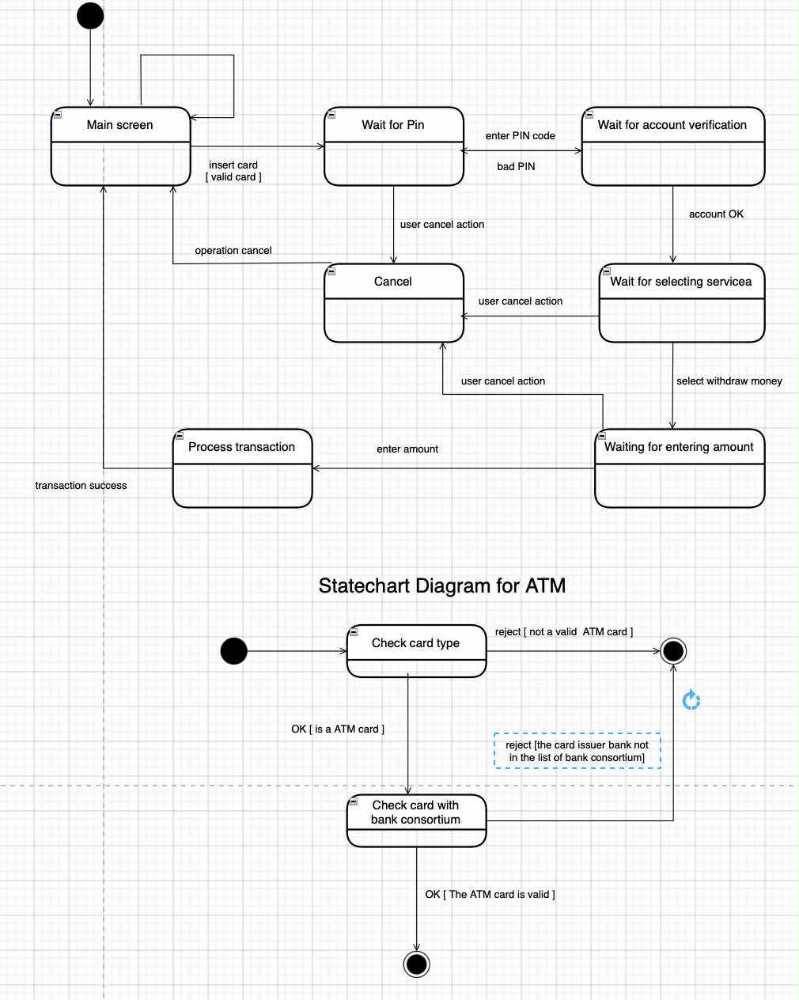 Main screen
Wait for Pin
Wait for account verification
enter PIN code
bad PIN
insert card
[ valid card ]
account OK
user cancel action
operation cancel
Cancel
Wait for selecting servicea
user cancel action
user cancel action
select withdraw money
Process transaction
enter amount
Waiting for entering amount
transaction success
Statechart Diagram for ATM
Check card type
reject [ not a valid  ATM card ]
OK [ is a ATM card ]
reject [the card issuer bank not
in the list of bank consortium]
Check card with
bank consortium
OK [ The ATM card is valid ]